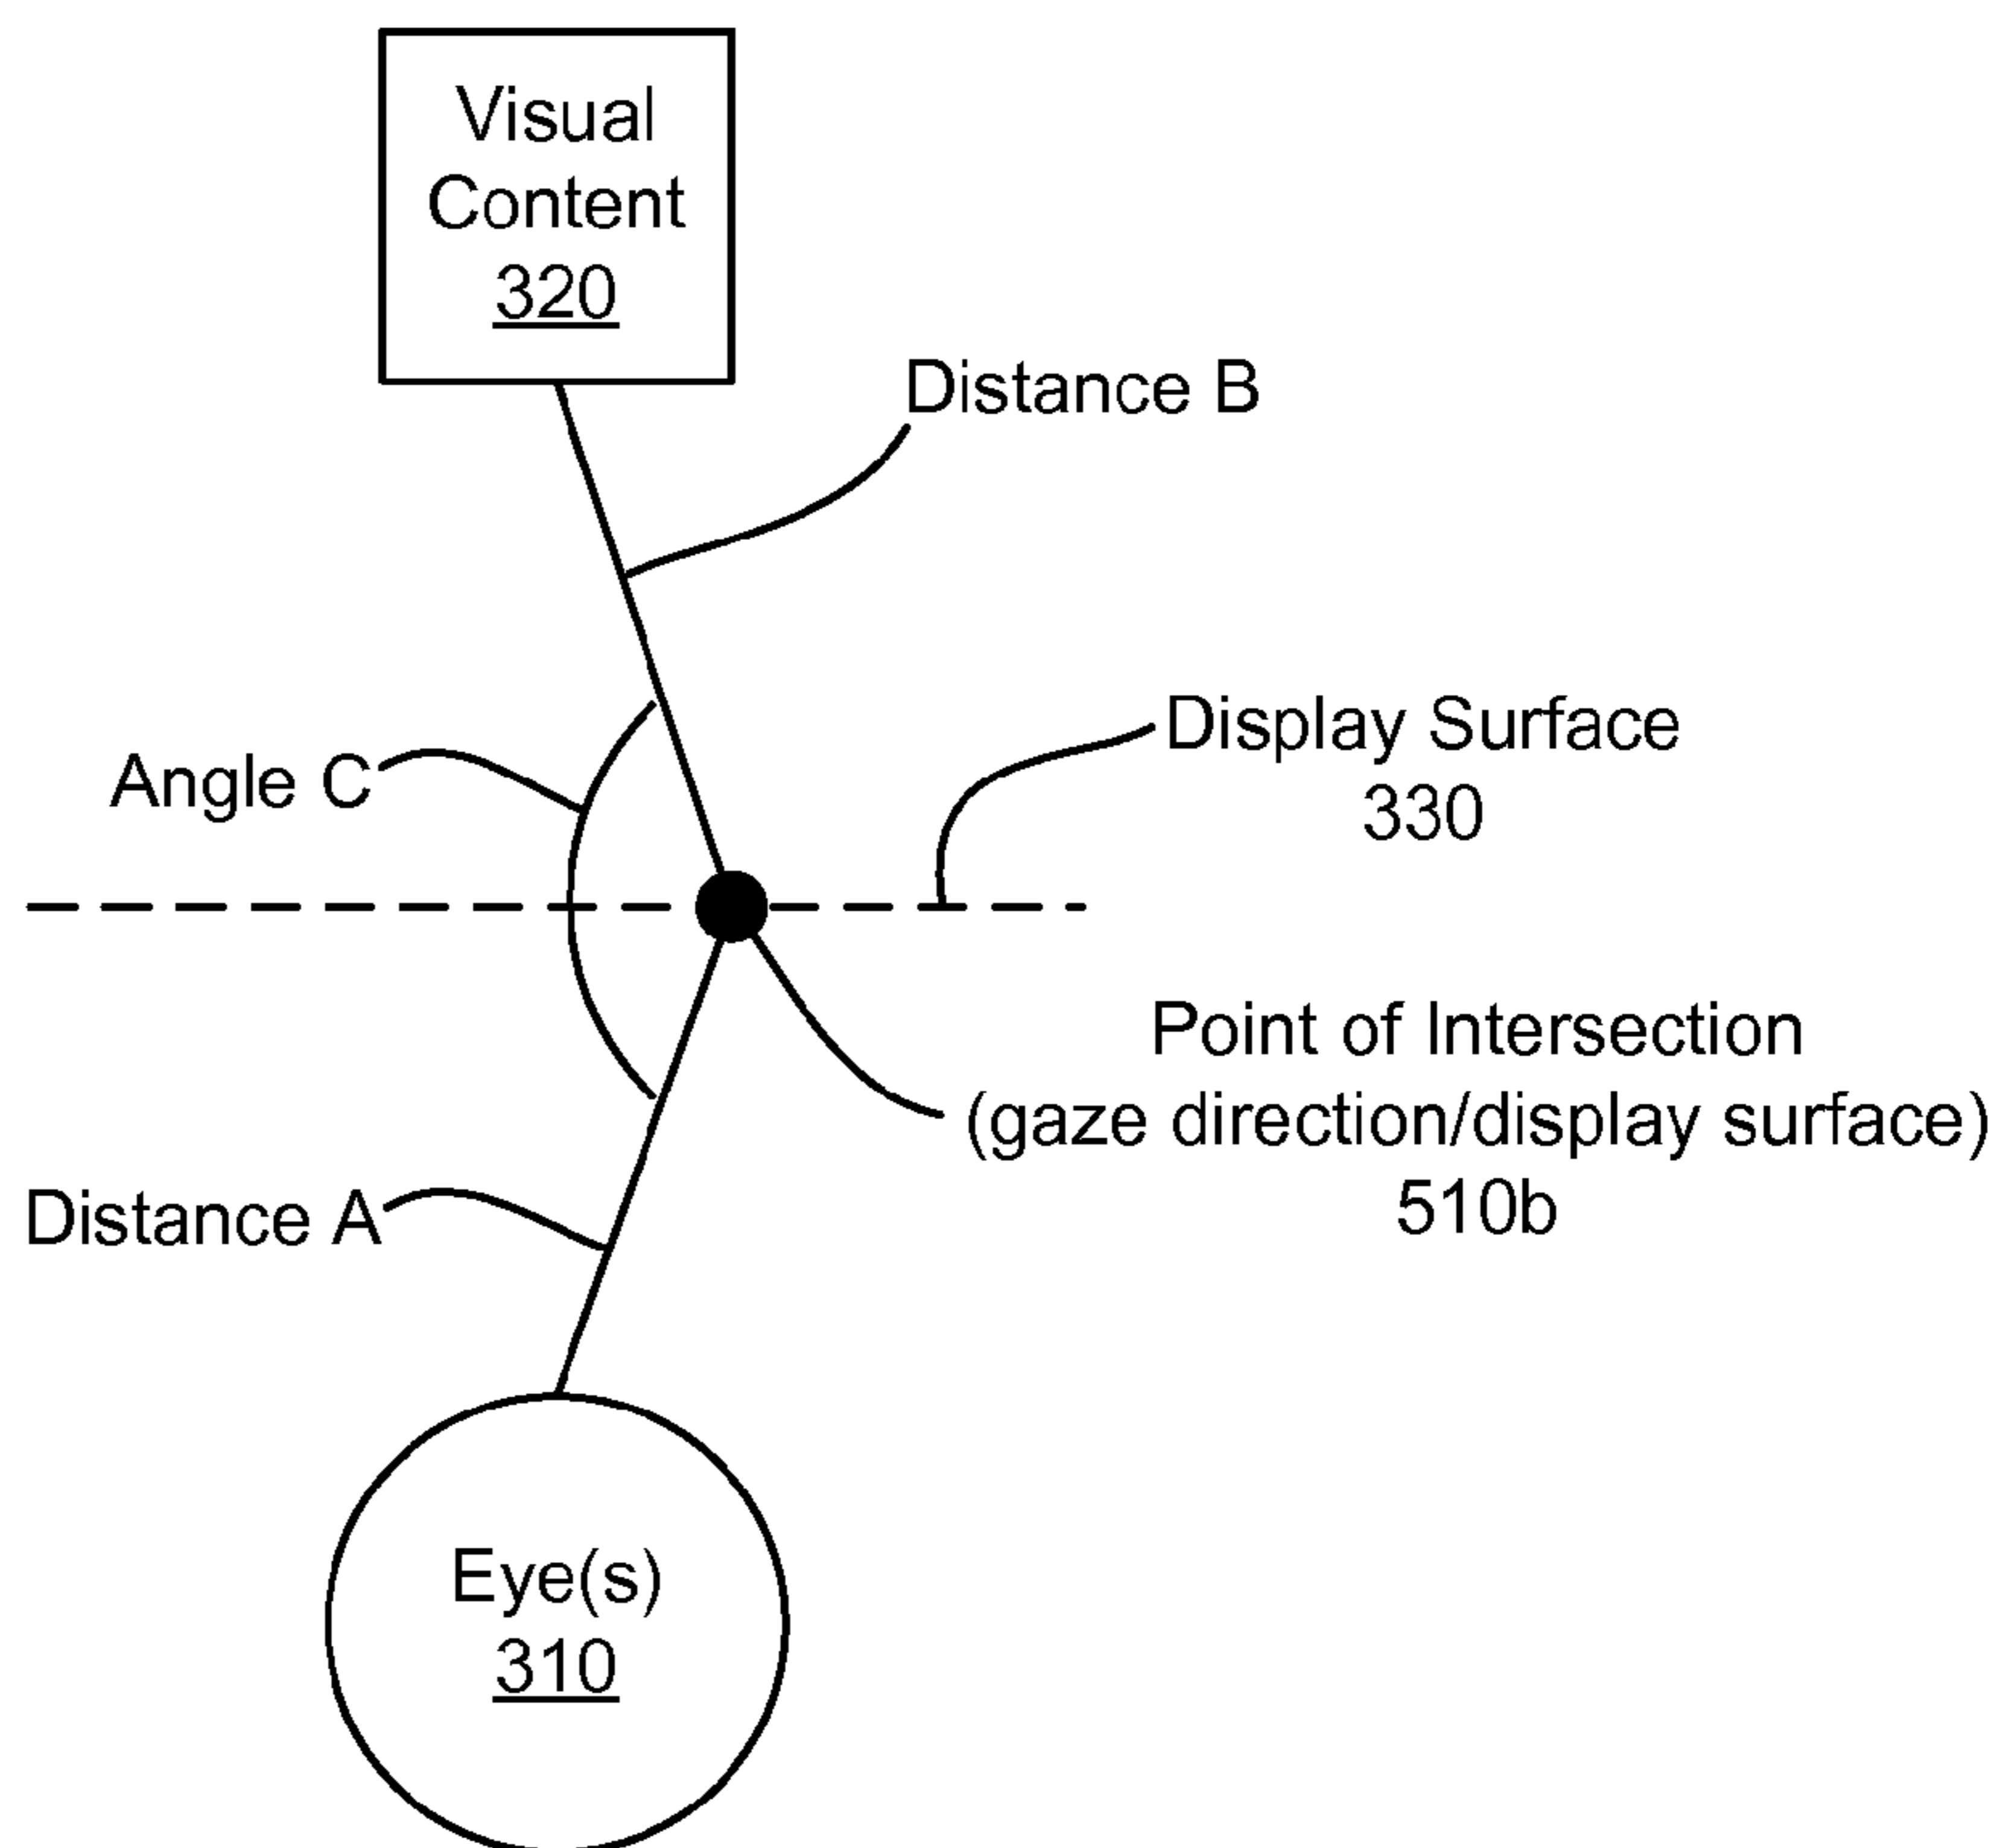 Visual
Content
320
Distance B
Display Surface
330
Angle C
Point of Intersection
(gaze direction/display surface)
510b
Distance A
Eye(s)
310